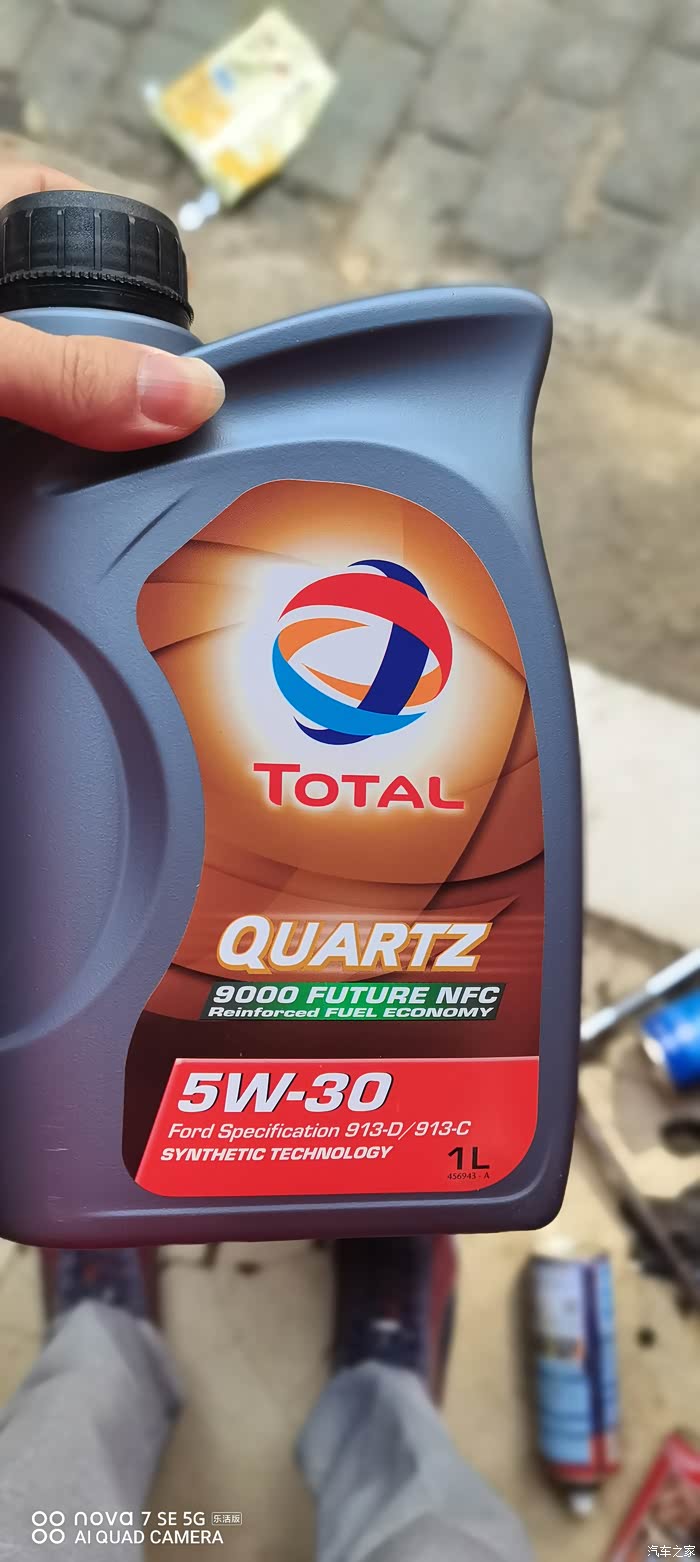 TOTAL
QUARTZ
9000 FUTURE NFC
Reinforced FUEL ECONOMY
5W-30
Ford Specification 913-D/913-C
SYNTHETIC TECHNOLOGY
1L
456943 - A
nova 7 SE 5G 乐活版
AI QUAD CAMERA
汽车之家